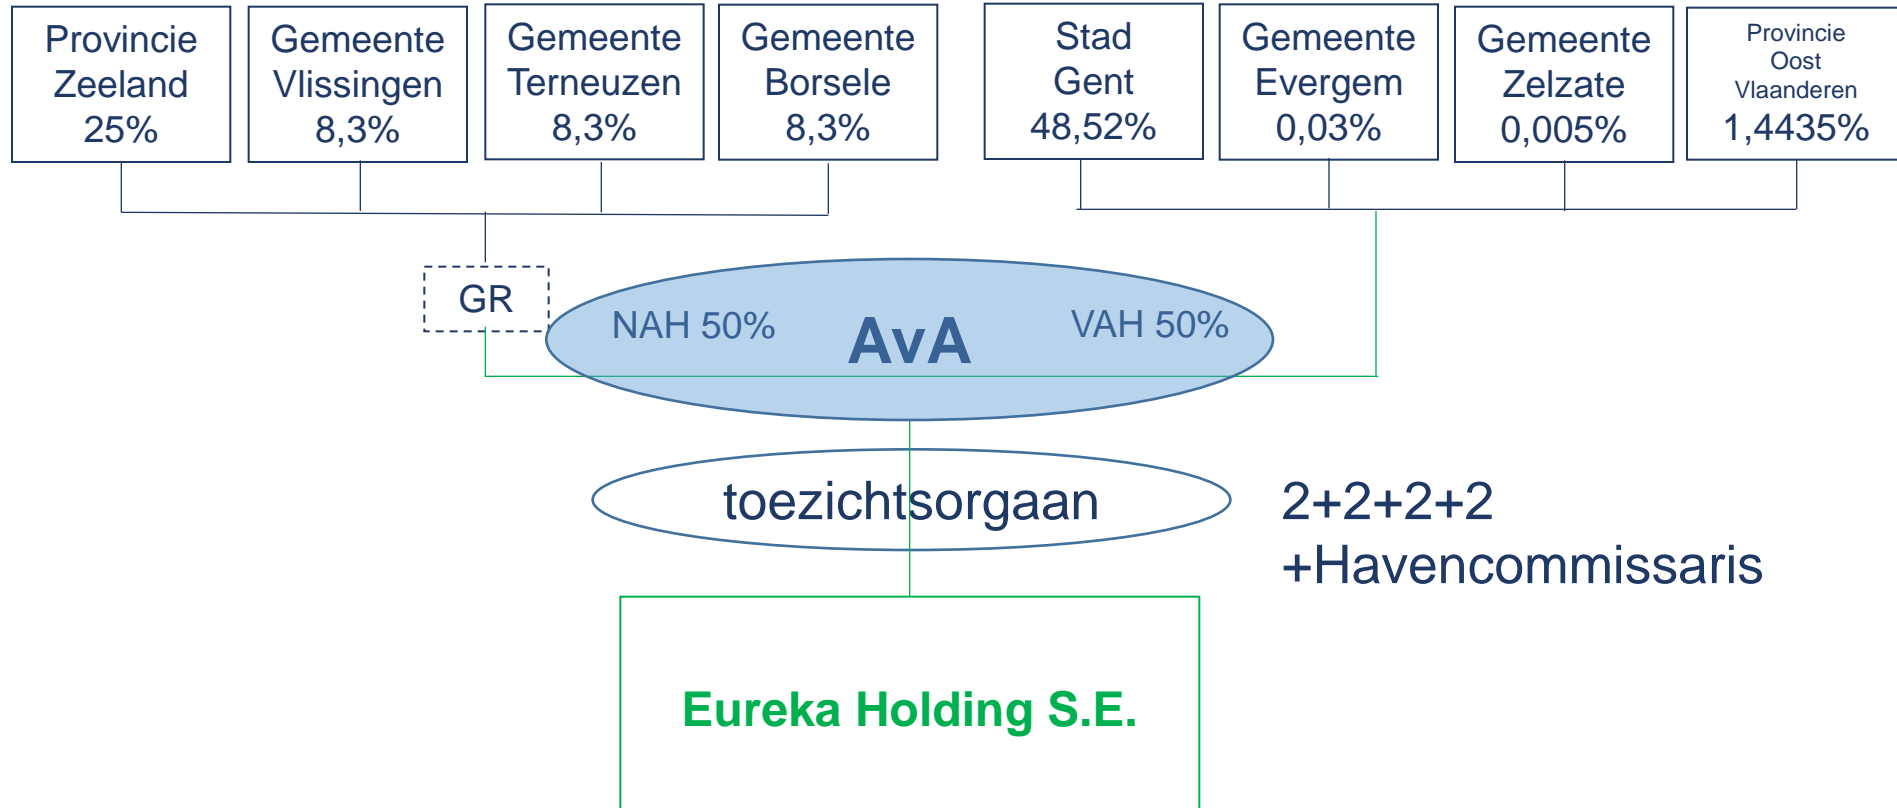 Provincie
Zeeland
25%
Gemeente
Vlissingen
8,3%
Gemeente
Terneuzen
8,3%
Gemeente
Borsele
8,3%
Stad
Gent
48,52%
Gemeente
Evergem
0,03%
Gemeente
Zelzate
0,005%
Provincie
Oost
Vlaanderen
1,4435%
GR
NAH 50%
AvA
VAH 50%
toezichtsorgaan
2+2+2+2
+Havencommissaris
Eureka Holding S.E.